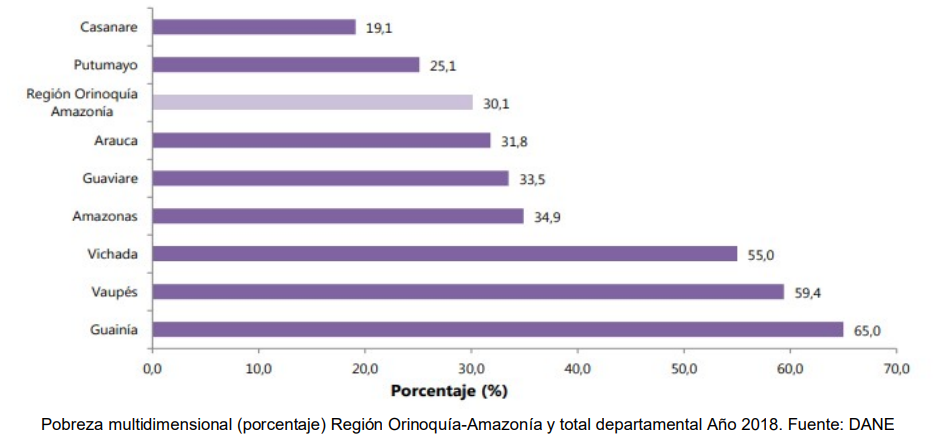 Casanare 19,1
Putumayo 25,1
Región Orinoquía
Amazonía 30,1
Arauca 31,8
Guaviare 33,5
Amazonas 34,9
Vichada 55,0
Vaupés 59,4
Guainía 65,0
0,0 10,0 20,0 30,0 40,0 50,0 60,0 70,0
Porcentaje (%)
Pobreza multidimensional (porcentaje) Región Orinoquía-Amazonía y total departamental Año 2018. Fuente: DANE